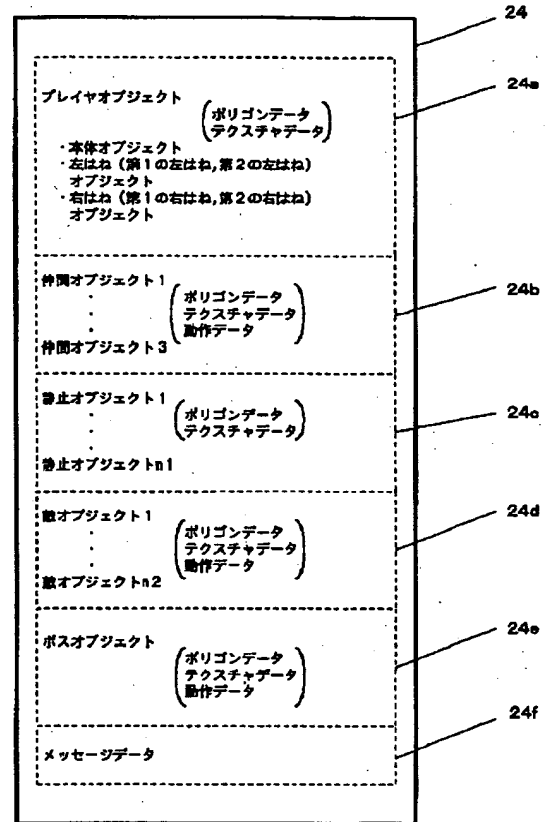 24
24a
プレイヤオブジェクト
ポリゴンデータ
テクスチャデータ
・本体オブジェクト
・左はね(第1の左はね,第2の左はね)
オブジェクト
・右はね(第1の右はね,第2の右はね)
オブジェクト
24b
仲間オブジェクト1
ポリゴンデータ
テクスチャデータ
動作データ
仲間オブジェクト3
24c
静止オブジェクト1
ポリゴンデータ
テクスチャデータ
静止オブジェクトn1
24d
敵オブジェクト1
ポリゴンデータ
テクスチャデータ
動作データ
敵オブジェクトn2
24e
ボスオブジェクト
ポリゴンデータ
テクスチャデータ
動作データ
24f
メッセージデータ